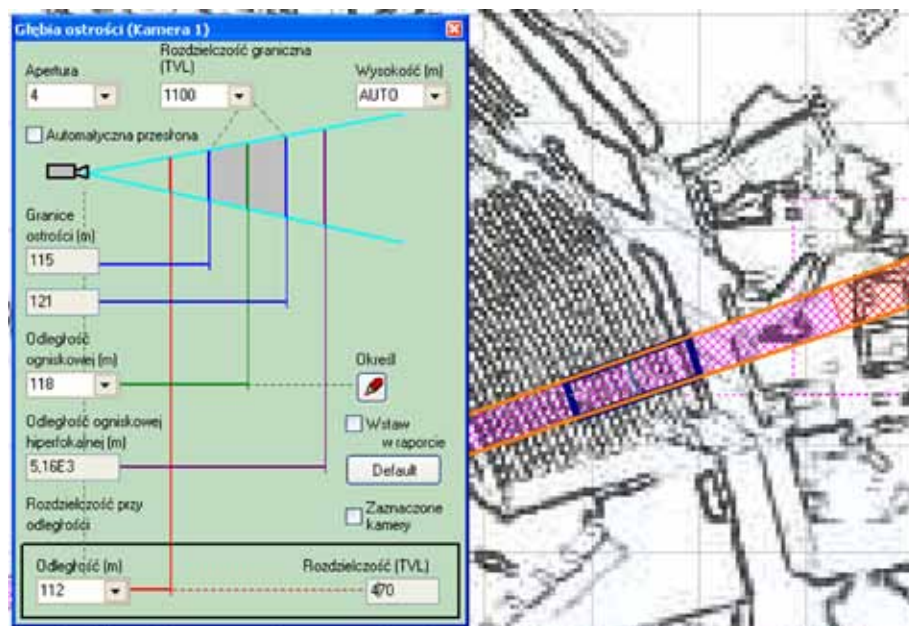 Głębia ostrości (Kamera 1)
Apertura
4
Rozdzielczość graniczna
(TVL)
1100
Wysokość (m)
AUTO
Automatyczna przesłona
Granice
ostrości (m)
115
121
Odległość
ogniskowej (m)
118
Określ
Odległość ogniskowej
hiperfokalnej (m)
5,16E3
Wstaw
w raporcie
Default
Rozdzielczość przy
odległości
Zaznaczone
kamery
Odległość (m)
112
Rozdzielczość (TVL)
470